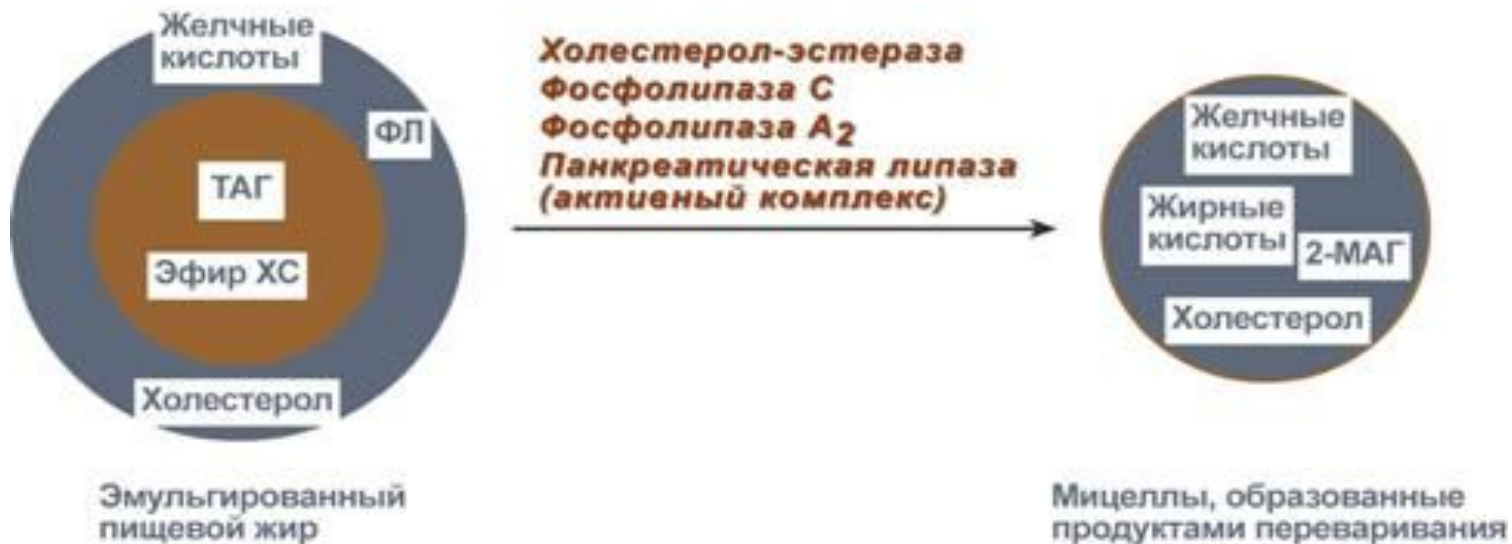 Желчные
кислоты
ФЛ
ТАГ
Эфир ХС
Холестерол
Эмульгированный
пищевой жир
Холестерол-эстераза
Фосфолипаза С
Фосфолипаза А2
Панкреатическая липаза
(активный комплекс)
Желчные
кислоты
Жирные
кислоты
2-МАГ
Холестерол
Мицеллы, образованные
продуктами переваривания